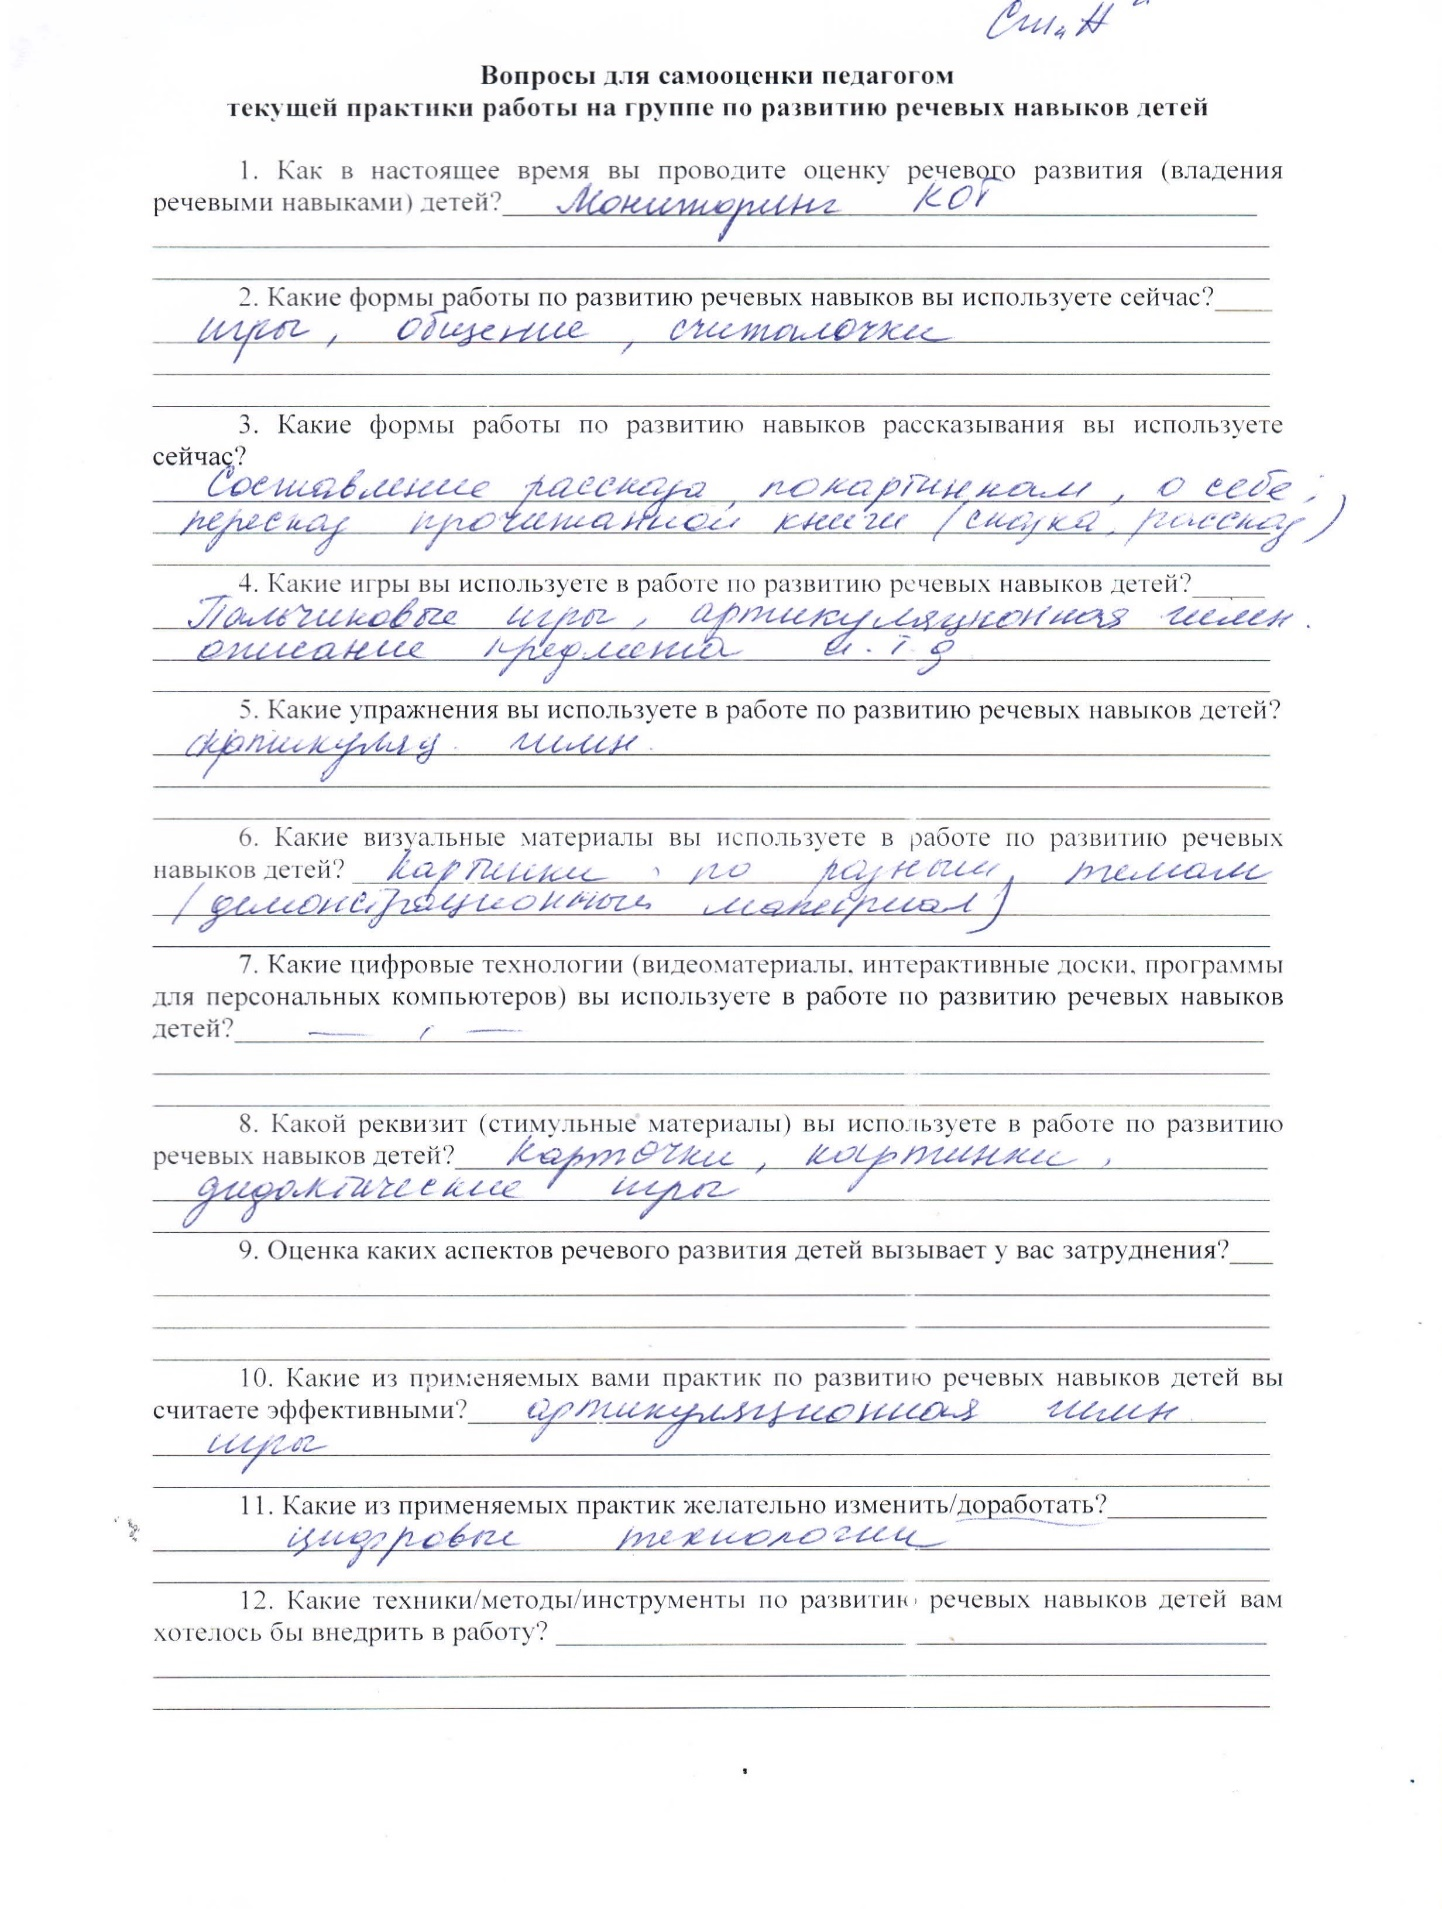 Ст "Н"
Вопросы для самооценки педагогом
текущей практики работы на группе по развитию речевых навыков детей
1. Как в настоящее время вы проводите оценку речевого развития (владения
речевыми навыками) детей? Мониторинг КОТ
2. Какие формы работы по развитию речевых навыков вы используете сейчас?
игры, общение, считалочки
3. Какие формы работы по развитию навыков рассказывания вы используете
сейчас?
Составление рассказа по картинкам, о себе;
пересказ прочитанной книги (сказка, рассказ)
4. Какие игры вы используете в работе по развитию речевых навыков детей?
Пальчиковые игры, артикуляционная гимн.
описание предмета и.т.д
5. Какие упражнения вы используете в работе по развитию речевых навыков детей?
Артикуляц. гимн.
6. Какие визуальные материалы вы используете в работе по развитию речевых
навыков детей? Картинки по разным темам
(демонстрационный материал)
7. Какие цифровые технологии (видеоматериалы, интерактивные доски, программы
для персональных компьютеров) вы используете в работе по развитию речевых навыков
детей? — , —
8. Какой реквизит (стимульные материалы) вы используете в работе по развитию
речевых навыков детей? Карточки, картинки,
дидактические игры
9. Оценка каких аспектов речевого развития детей вызывает у вас затруднения?
10. Какие из применяемых вами практик по развитию речевых навыков детей вы
считаете эффективными? артикуляционная гимн
игры
11. Какие из применяемых практик желательно изменить/доработать?
цифровые технологии
12. Какие техники/методы/инструменты по развитию речевых навыков детей вам
хотелось бы внедрить в работу?